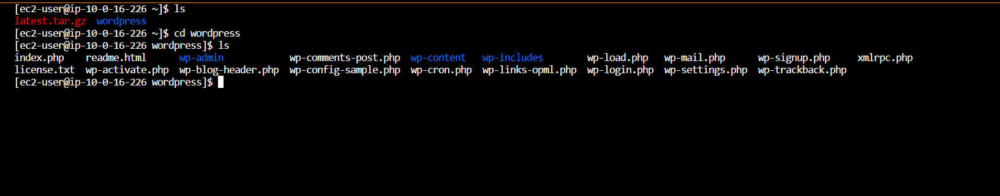 [ec2-user@ip-10-0-16-226 ~]$ ls
latest.tar.gz  wordpress
[ec2-user@ip-10-0-16-226 ~]$ cd wordpress
[ec2-user@ip-10-0-16-226 wordpress]$ ls
index.php    readme.html      wp-admin            wp-comments-post.php  wp-content   wp-includes        wp-load.php   wp-mail.php      wp-signup.php     xmlrpc.php
license.txt  wp-activate.php  wp-blog-header.php  wp-config-sample.php  wp-cron.php  wp-links-opml.php  wp-login.php  wp-settings.php  wp-trackback.php
[ec2-user@ip-10-0-16-226 wordpress]$